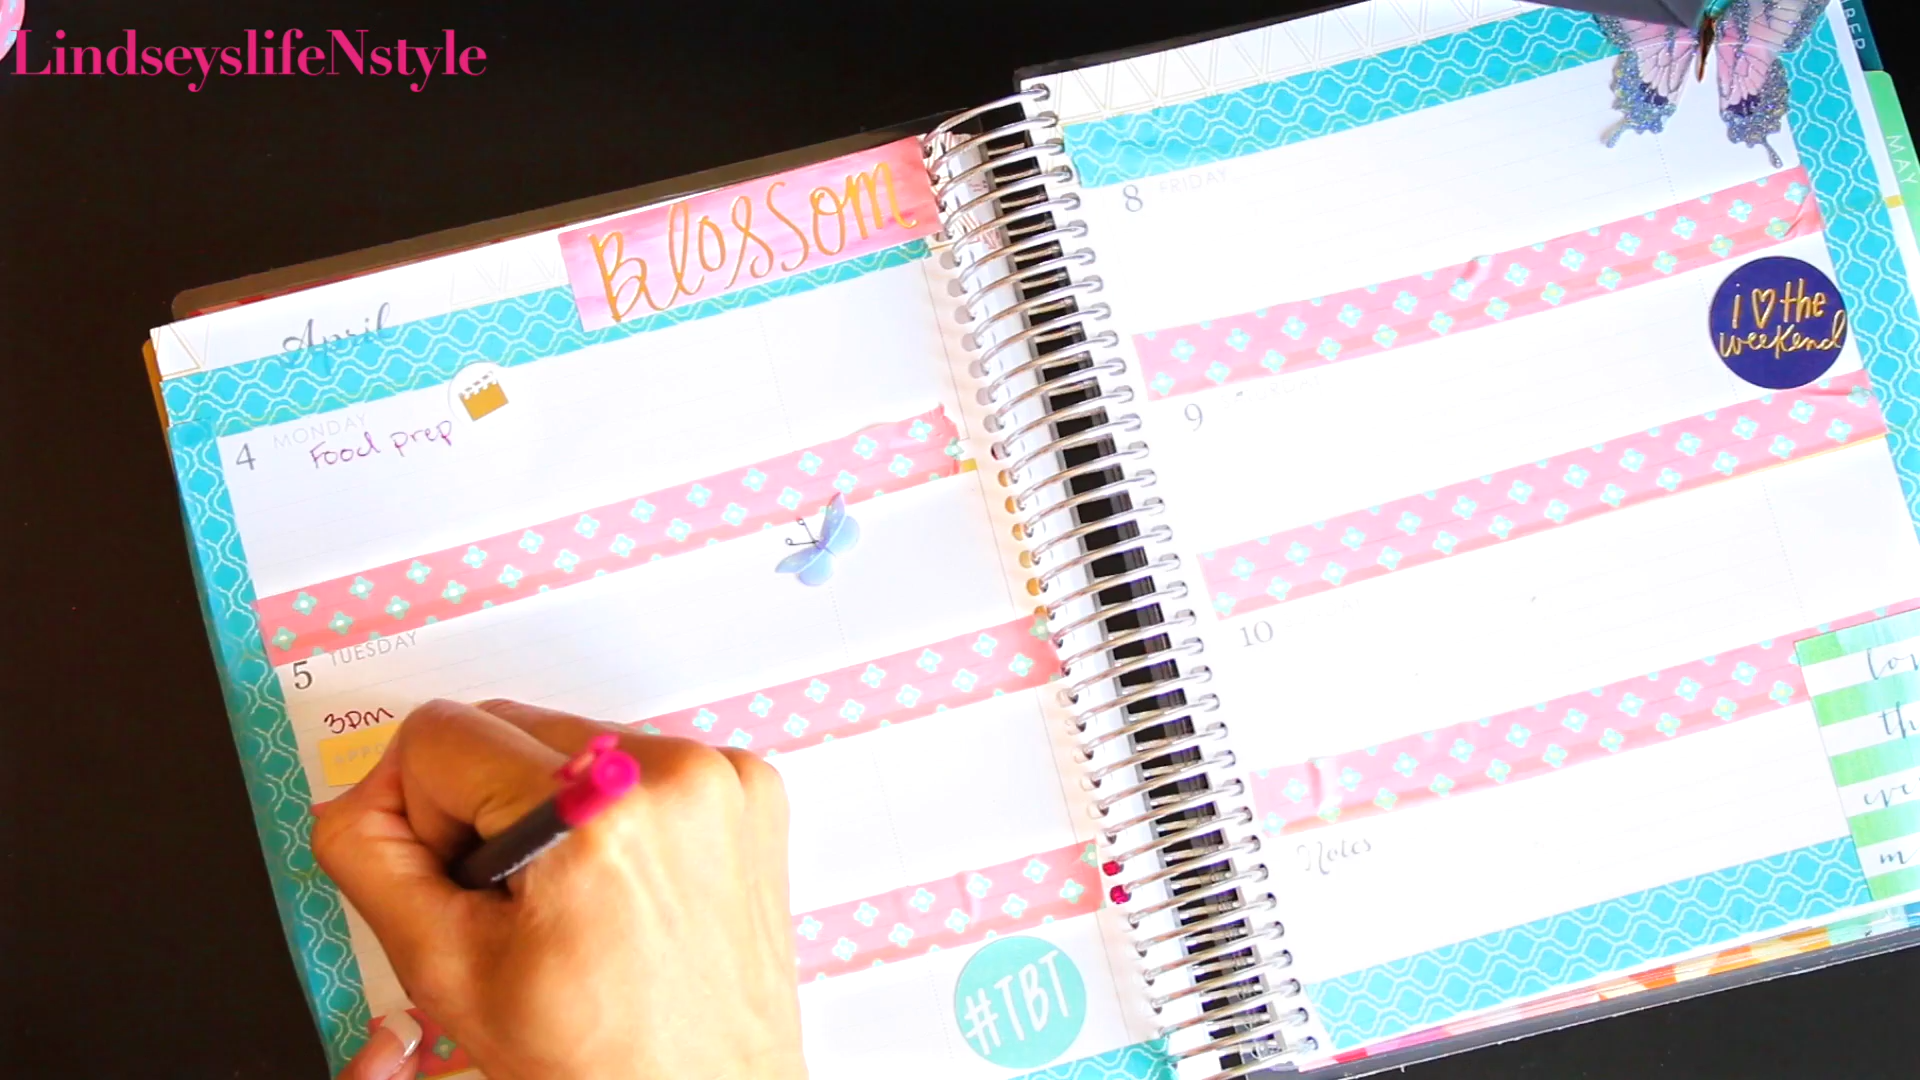 LindseyslifeNstyle
Blossom
April
4 MONDAY
Food prep
5 TUESDAY
3pm
#TBT
8 FRIDAY
i ♡ the
weekend
9
10
Notes
MAY